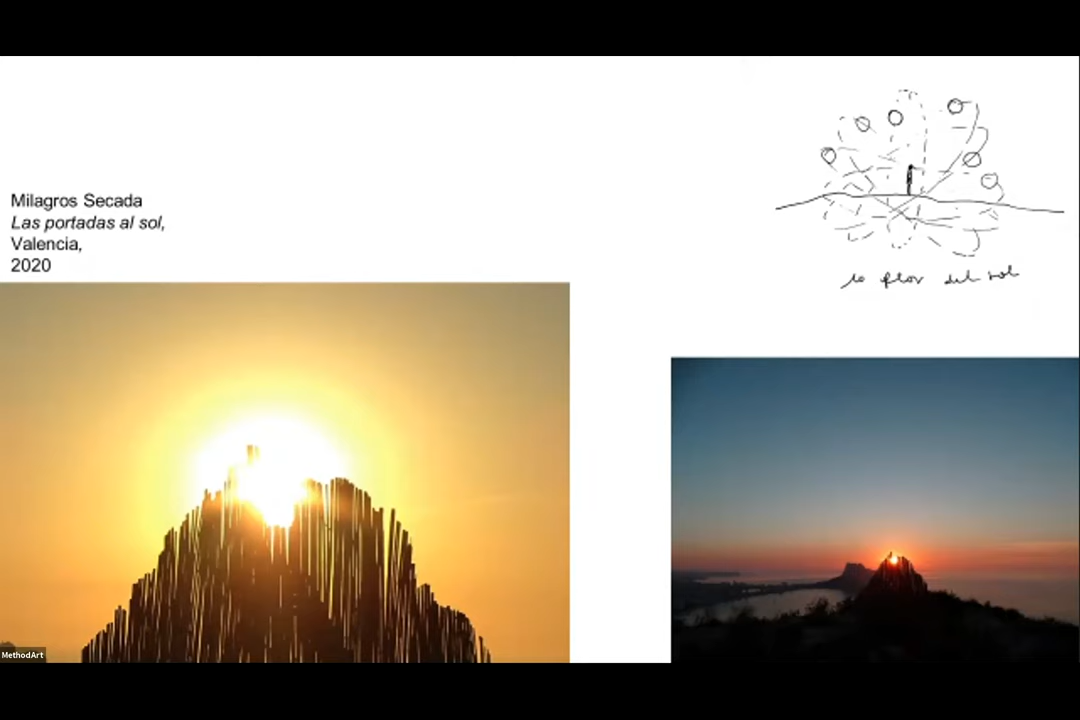 Milagros Secada
Las portadas al sol,
Valencia,
2020
la flor del sol
MethodArt